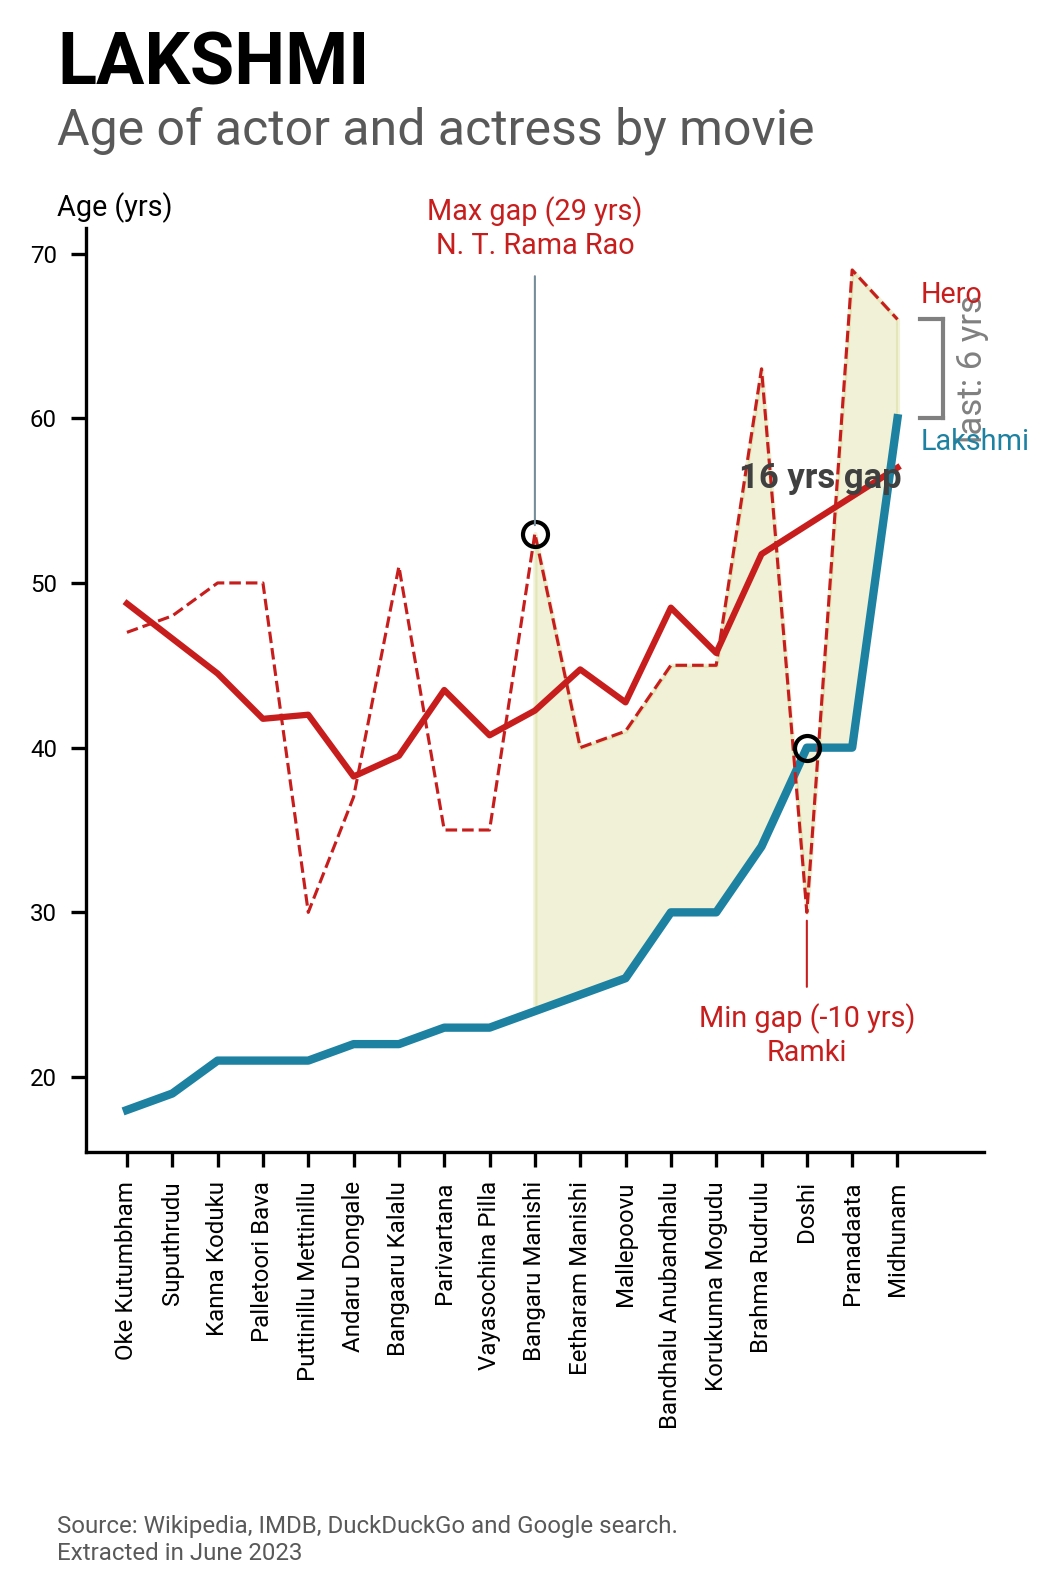 LAKSHMI
Age of actor and actress by movie
Age (yrs)
Max gap (29 yrs)
N. T. Rama Rao
70
60
50
40
30
20
Hero
Last: 6 yrs
Lakshmi
16 yrs gap
Min gap (-10 yrs)
Ramki
Oke Kutumbham
Suputhrudu
Kanna Koduku
Palletoori Bava
Puttinillu Mettinillu
Andaru Dongale
Bangaaru Kalalu
Parivartana
Vayasochina Pilla
Bangaru Manishi
Eetharam Manishi
Mallepoovu
Bandhalu Anubandhalu
Korukunna Mogudu
Brahma Rudrulu
Doshi
Pranadaata
Midhunam
Source: Wikipedia, IMDB, DuckDuckGo and Google search.
Extracted in June 2023